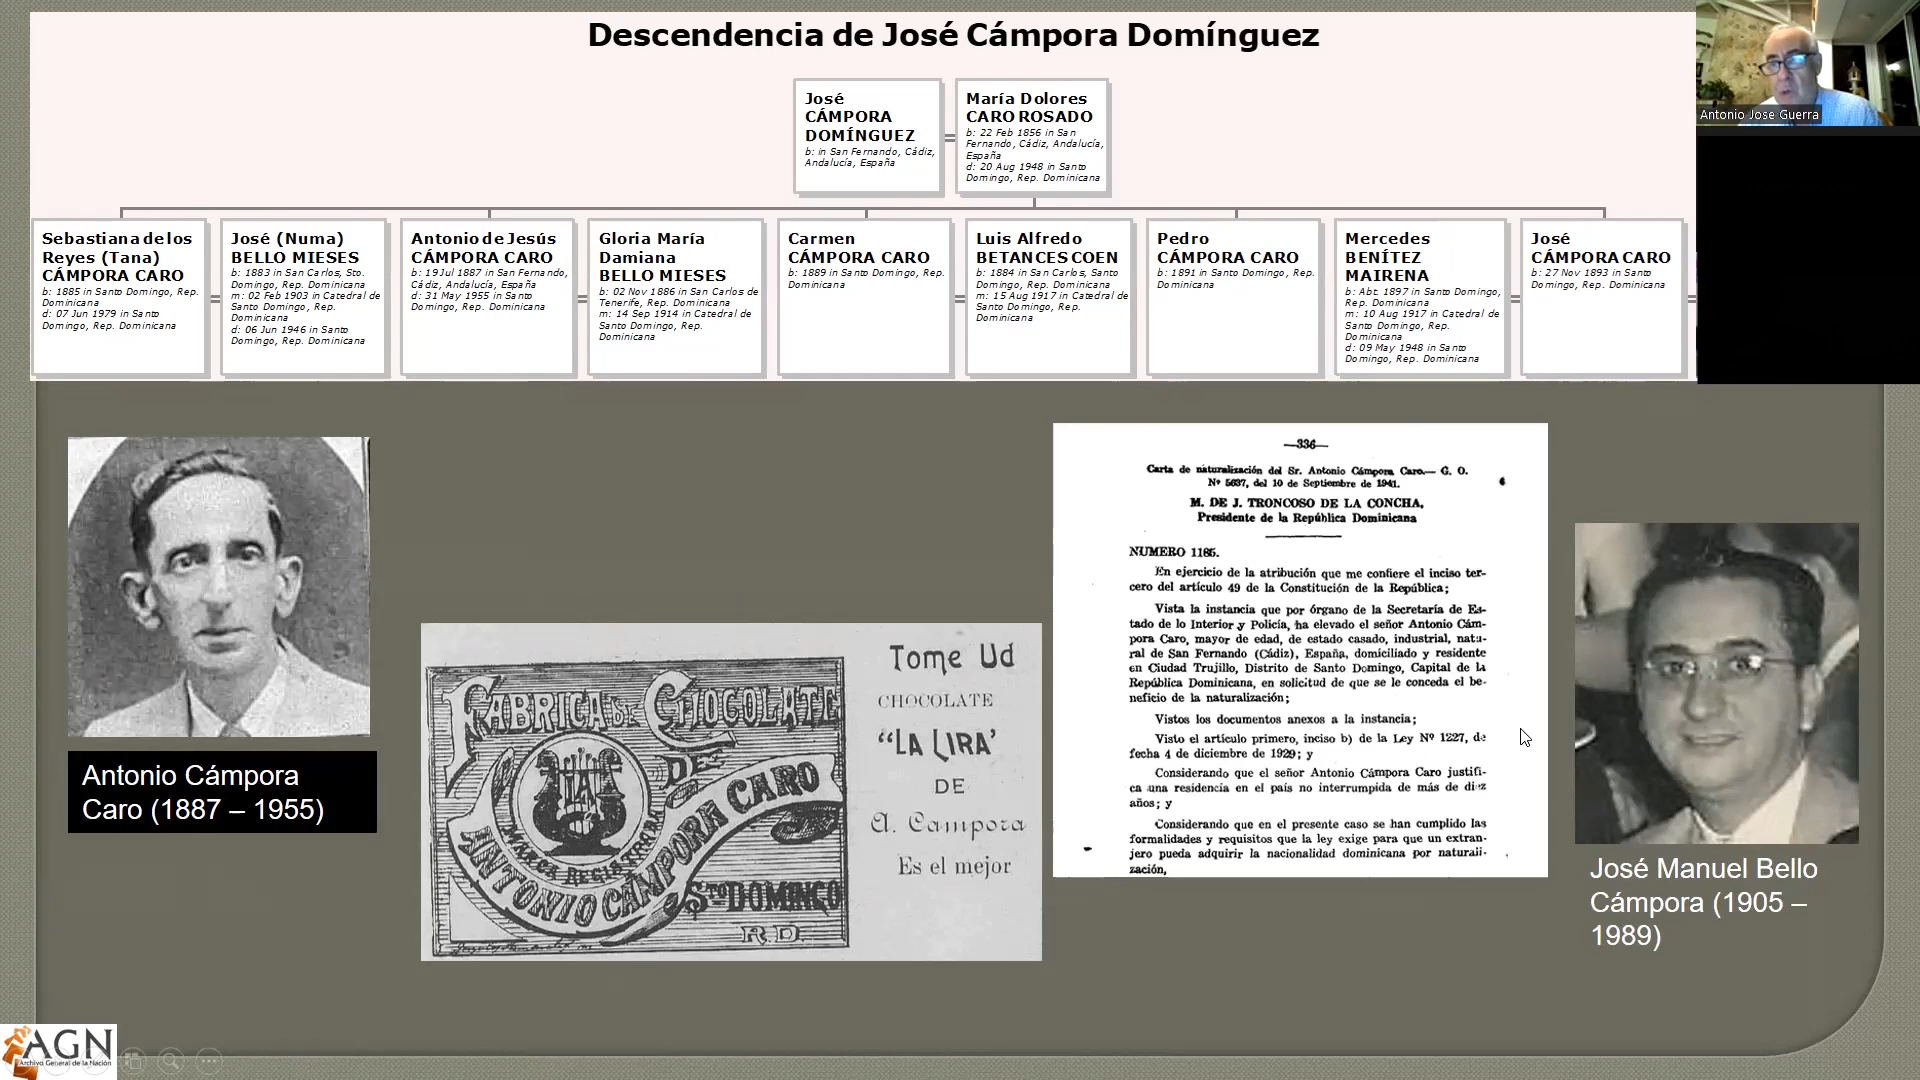 Descendencia de José Cámpora Domínguez
Antonio Jose Guerra
José
CÁMPORA
DOMÍNGUEZ
b: in San Fernando, Cádiz,
Andalucía, España
María Dolores
CARO ROSADO
b: 22 Feb 1856 in San
Fernando, Cádiz, Andalucía,
España
d: 20 Aug 1948 in Santo
Domingo, Rep. Dominicana
Sebastiana de los
Reyes (Tana)
CÁMPORA CARO
b: 1885 in Santo Domingo, Rep.
Dominicana
d: 07 Jun 1979 in Santo
Domingo, Rep. Dominicana
José (Numa)
BELLO MIESES
b: 1883 in San Carlos, Sto.
Domingo, Rep. Dominicana
m: 02 Feb 1903 in Catedral de
Santo Domingo, Rep.
Dominicana
d: 06 Jun 1946 in Santo
Domingo, Rep. Dominicana
Antonio de Jesús
CÁMPORA CARO
b: 19 Jul 1887 in San Fernando,
Cádiz, Andalucía, España
d: 31 May 1955 in Santo
Domingo, Rep. Dominicana
Gloria María
Damiana
BELLO MIESES
b: 02 Nov 1886 in San Carlos de
Tenerife, Rep. Dominicana
m: 14 Sep 1914 in Catedral de
Santo Domingo, Rep.
Dominicana
Carmen
CÁMPORA CARO
b: 1889 in Santo Domingo, Rep.
Dominicana
Luis Alfredo
BETANCES COEN
b: 1884 in San Carlos, Santo
Domingo, Rep. Dominicana
m: 15 Aug 1917 in Catedral de
Santo Domingo, Rep.
Dominicana
Pedro
CÁMPORA CARO
b: 1891 in Santo Domingo, Rep.
Dominicana
Mercedes
BENÍTEZ
MAIRENA
b: Abt. 1897 in Santo Domingo,
Rep. Dominicana
m: 10 Aug 1917 in Catedral de
Santo Domingo, Rep.
Dominicana
d: 09 May 1948 in Santo
Domingo, Rep. Dominicana
José
CÁMPORA CARO
b: 27 Nov 1893 in Santo
Domingo, Rep. Dominicana
Antonio Cámpora
Caro (1887 – 1955)
FABRICA DE CHOCOLATE
DE
LIRA
MARCA REGISTRADA
ANTONIO CÁMPORA CARO
STO DOMINGO
R.D.
Tome Ud
CHOCOLATE
“LA LIRA’
DE
A. Campora
Es el mejor
—336—
Carta de naturalización del Sr. Antonio Cámpora Caro.— G. O.
Nº 5637, del 10 de Septiembre de 1941.
M. DE J. TRONCOSO DE LA CONCHA,
Presidente de la República Dominicana
NUMERO 1185.
En ejercicio de la atribución que me confiere el inciso ter-
cero del artículo 49 de la Constitución de la República;
Vista la instancia que por órgano de la Secretaría de Es-
tado de lo Interior y Policía, ha elevado el señor Antonio Cám-
pora Caro, mayor de edad, de estado casado, industrial, natu-
ral de San Fernando (Cádiz), España, domiciliado y residente
en Ciudad Trujillo, Distrito de Santo Domingo, Capital de la
República Dominicana, en solicitud de que se le conceda el be-
neficio de la naturalización;
Vistos los documentos anexos a la instancia;
Visto el artículo primero, inciso b) de la Ley Nº 1227, de
fecha 4 de diciembre de 1929; y
Considerando que el señor Antonio Cámpora Caro justifi-
ca una residencia en el país no interrumpida de más de diez
años; y
Considerando que en el presente caso se han cumplido las
formalidades y requisitos que la ley exige para que un extran-
jero pueda adquirir la nacionalidad dominicana por naturali-
zación,
José Manuel Bello
Cámpora (1905 –
1989)
AGN
Archivo General de la Nación